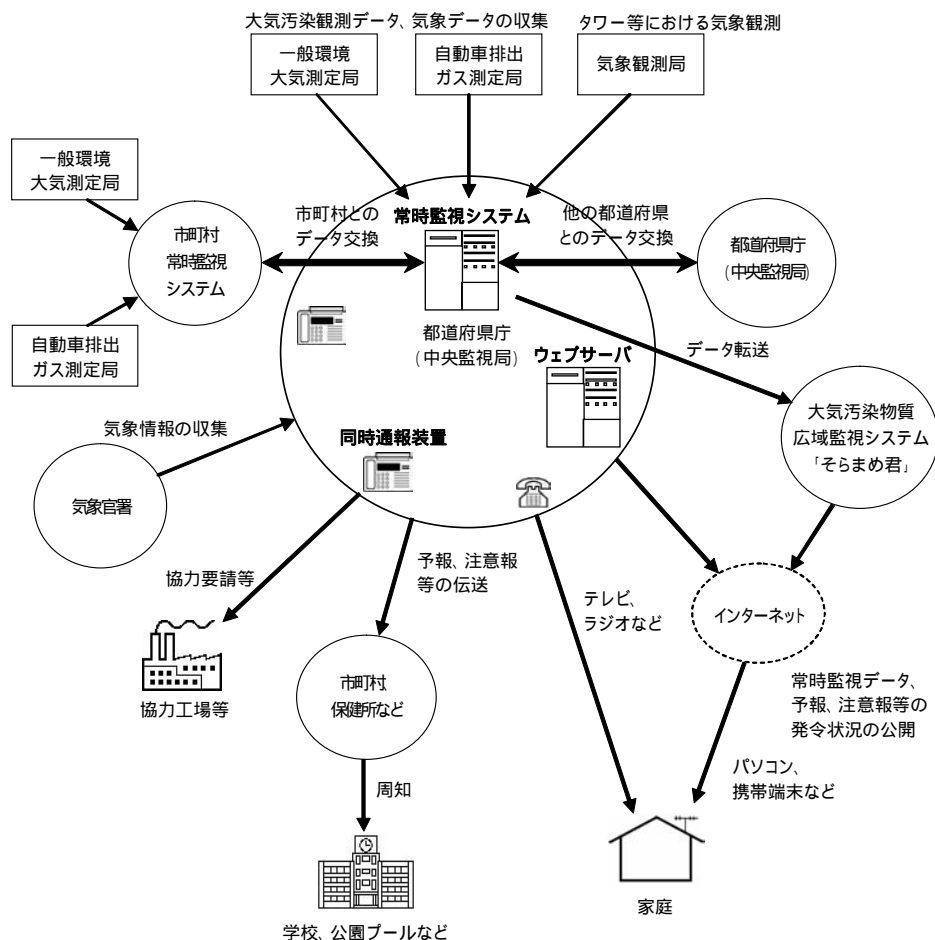 大気汚染観測データ、気象データの収集
タワー等における気象観測
一般環境
大気測定局
自動車排出
ガス測定局
気象観測局
一般環境
大気測定局
市町村との
データ交換
常時監視システム
他の都道府県
とのデータ交換
市町村
常時監視
システム
都道府県庁
(中央監視局)
自動車排出
ガス測定局
都道府県庁
(中央監視局)
ウェブサーバ
データ転送
大気汚染物質
広域監視システム
「そらまめ君」
気象情報の収集
同時通報装置
気象官署
協力要請等
予報、注意報
等の伝送
テレビ、
ラジオなど
インターネット
協力工場等
市町村、
保健所など
常時監視データ、
予報、注意報等の
発令状況の公開
周知
パソコン、
携帯端末など
家庭
学校、公園プールなど